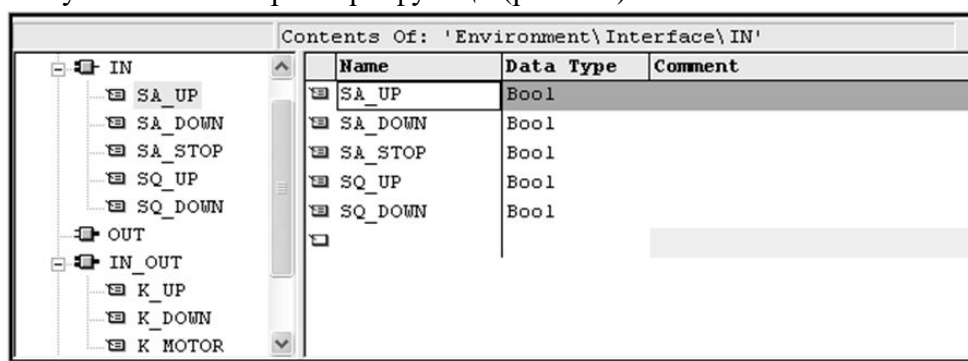 Contents Of: 'Environment\Interface\IN'
IN
SA_UP
SA_DOWN
SA_STOP
SQ_UP
SQ_DOWN
OUT
IN_OUT
K_UP
K_DOWN
K_MOTOR
Name Data Type Comment
SA_UP Bool
SA_DOWN Bool
SA_STOP Bool
SQ_UP Bool
SQ_DOWN Bool